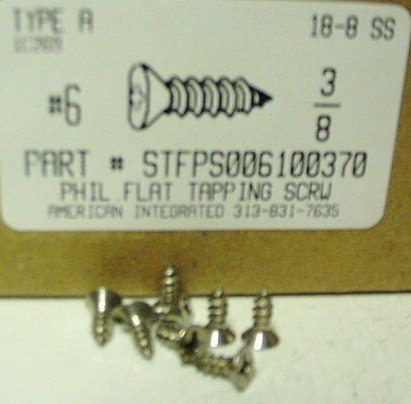 TYPE A 18-8 SS
#6 3/8
PART # STFPS006100370
PHIL FLAT TAPPING SCRW
AMERICAN INTEGRATED 313-831-7635